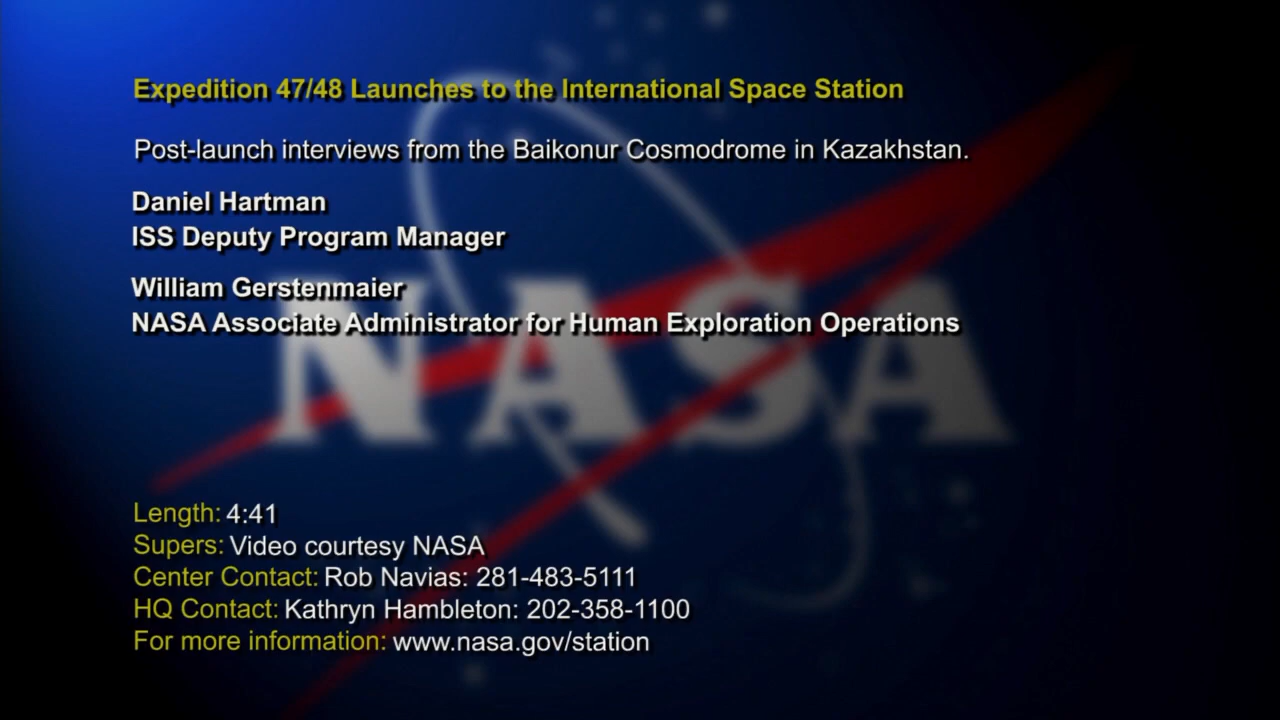 Expedition 47/48 Launches to the International Space Station
Post-launch interviews from the Baikonur Cosmodrome in Kazakhstan.
Daniel Hartman
ISS Deputy Program Manager
William Gerstenmaier
NASA Associate Administrator for Human Exploration Operations
NASA
Length: 4:41
Supers: Video courtesy NASA
Center Contact: Rob Navias: 281-483-5111
HQ Contact: Kathryn Hambleton: 202-358-1100
For more information: www.nasa.gov/station